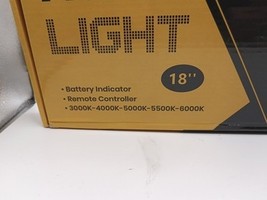 LIGHT
18''
• Battery Indicator
• Remote Controller
• 3000K-4000K-5000K-5500K-6000K